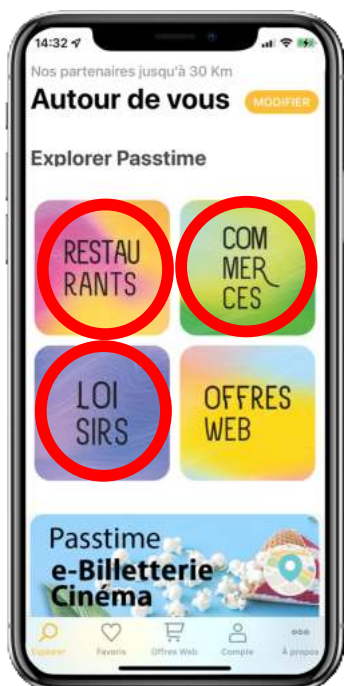 14:32
Nos partenaires jusqu'à 30 Km
Autour de vous MODIFIER
Explorer Passtime
RESTAU
RANTS
COM
MER
CES
LOI
SIRS
OFFRES
WEB
Passtime
e-Billetterie
Cinéma
Explorer Favoris Offres Web Compte À propos